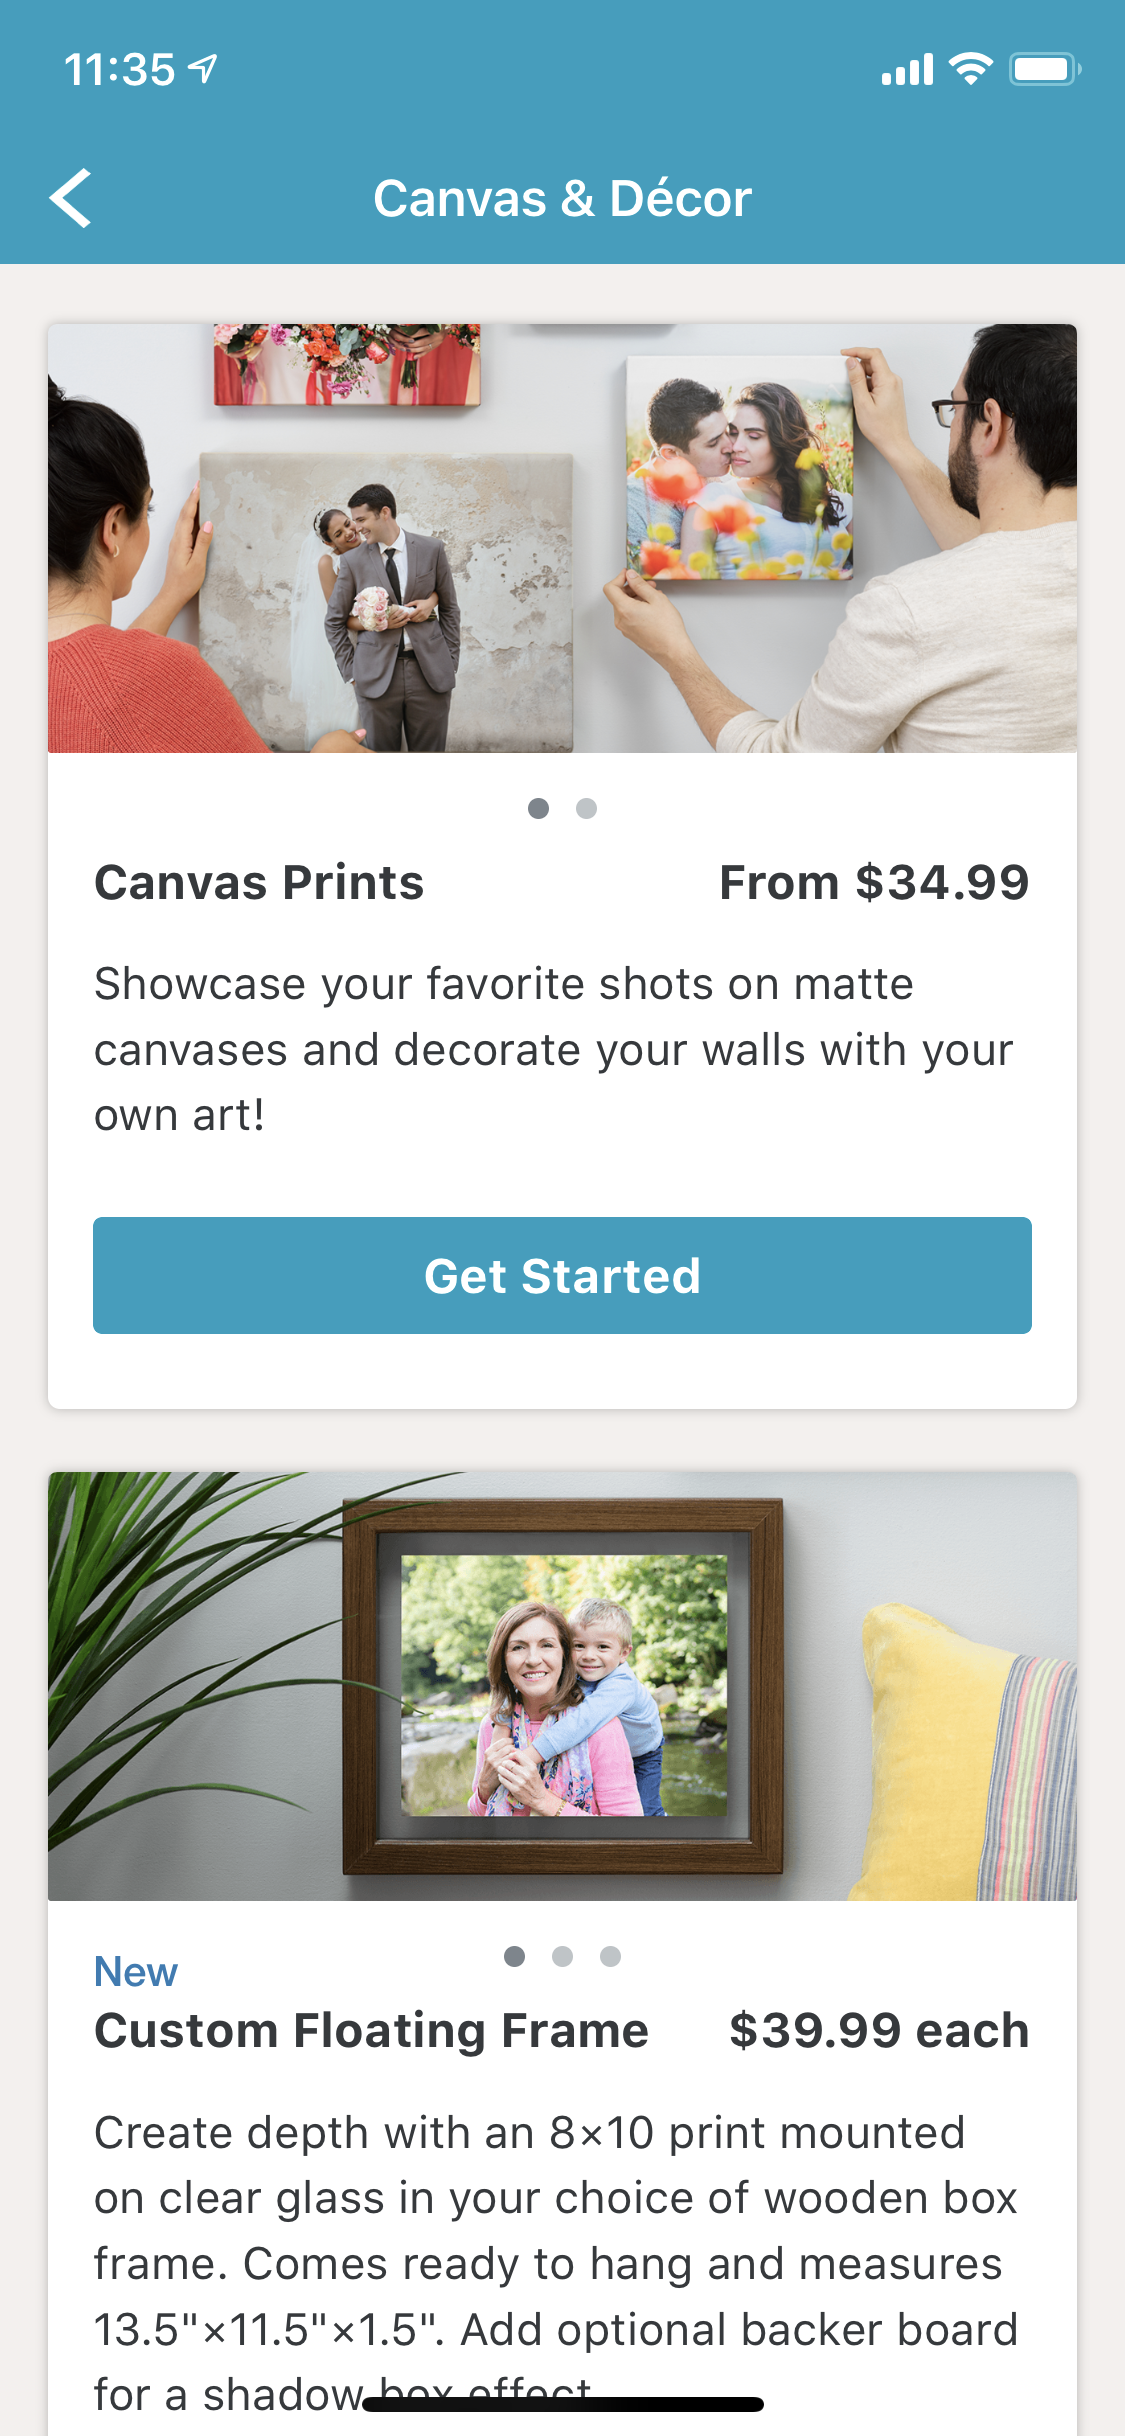 11:35
Canvas & Décor
Canvas Prints
From $34.99
Showcase your favorite shots on matte
canvases and decorate your walls with your
own art!
Get Started
New
Custom Floating Frame
$39.99 each
Create depth with an 8×10 print mounted
on clear glass in your choice of wooden box
frame. Comes ready to hang and measures
13.5"×11.5"×1.5". Add optional backer board
for a shadow box effect.